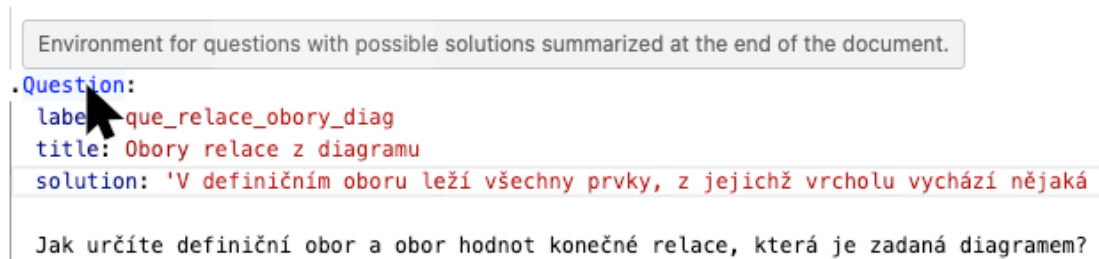 Environment for questions with possible solutions summarized at the end of the document.
.Question:
labe que_relace_obory_diag
title: Obory relace z diagramu
solution: 'V definičním oboru leží všechny prvky, z jejichž vrcholu vychází nějaká
Jak určíte definiční obor a obor hodnot konečné relace, která je zadaná diagramem?